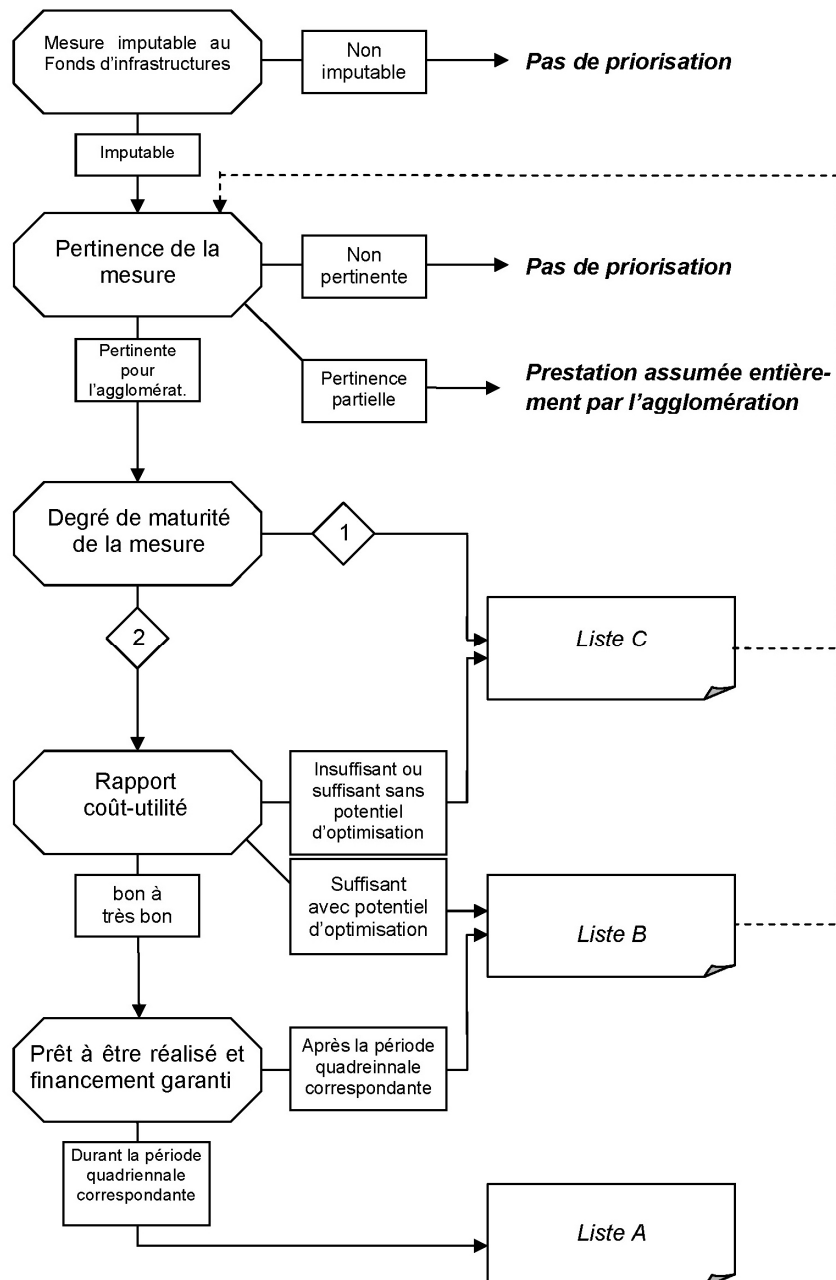 Mesure imputable au
Fonds d'infrastructures
Non
imputable
Pas de priorisation
Imputable
Pertinence de la
mesure
Non
pertinente
Pas de priorisation
Pertinente
pour
l'agglomérat.
Pertinence
partielle
Prestation assumée entière-
ment par l'agglomération
Degré de maturité
de la mesure
1
2
Liste C
Rapport
coût-utilité
Insuffisant ou
suffisant sans
potentiel
d'optimisation
bon à
très bon
Suffisant
avec potentiel
d'optimisation
Liste B
Prêt à être réalisé et
financement garanti
Après la période
quadreinnale
correspondante
Durant la période
quadriennale
correspondante
Liste A